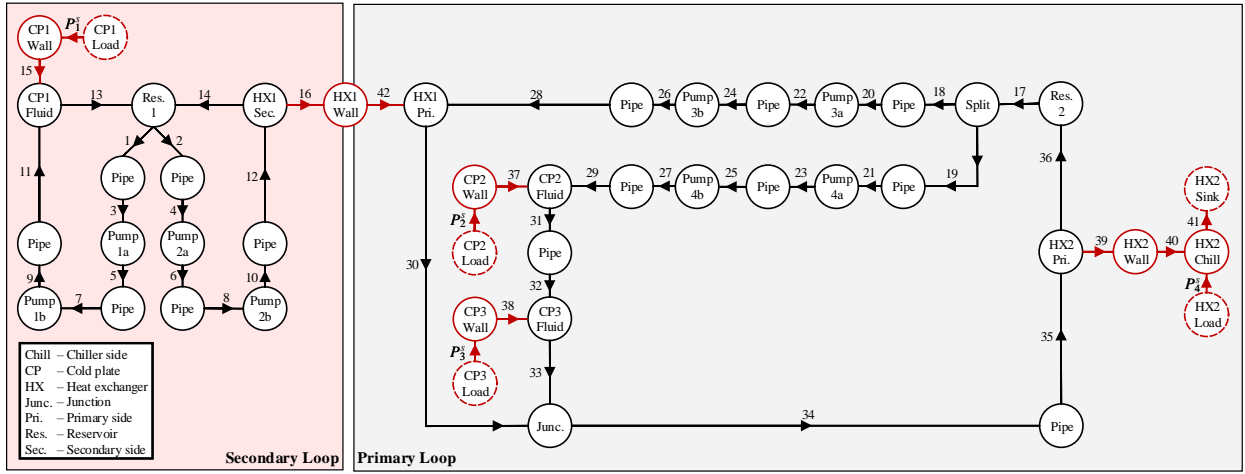 CP1
Wall
P₁ˢ
CP1
Load
15
CP1
Fluid
13
Res.
1
14
HX1
Sec.
16
HX1
Wall
42
HX1
Pri.
28
Pipe
26
Pump
3b
24
Pipe
22
Pump
3a
20
Pipe
18
Split
17
Res.
2
1
2
11
Pipe
Pipe
12
3
4
Pipe
Pump
1a
Pump
2a
Pipe
9
5
6
10
Pump
1b
7
Pipe
Pipe
8
Pump
2b
CP2
Wall
37
CP2
Fluid
29
Pipe
27
Pump
4b
25
Pipe
23
Pump
4a
21
Pipe
19
36
P₂ˢ
31
CP2
Load
Pipe
30
32
CP3
Wall
38
CP3
Fluid
P₃ˢ
CP3
Load
33
Junc.
34
Pipe
35
HX2
Pri.
39
HX2
Wall
40
HX2
Chill
41
HX2
Sink
P₄ˢ
HX2
Load
Chill – Chiller side
CP – Cold plate
HX – Heat exchanger
Junc. – Junction
Pri. – Primary side
Res. – Reservoir
Sec. – Secondary side
Secondary Loop
Primary Loop